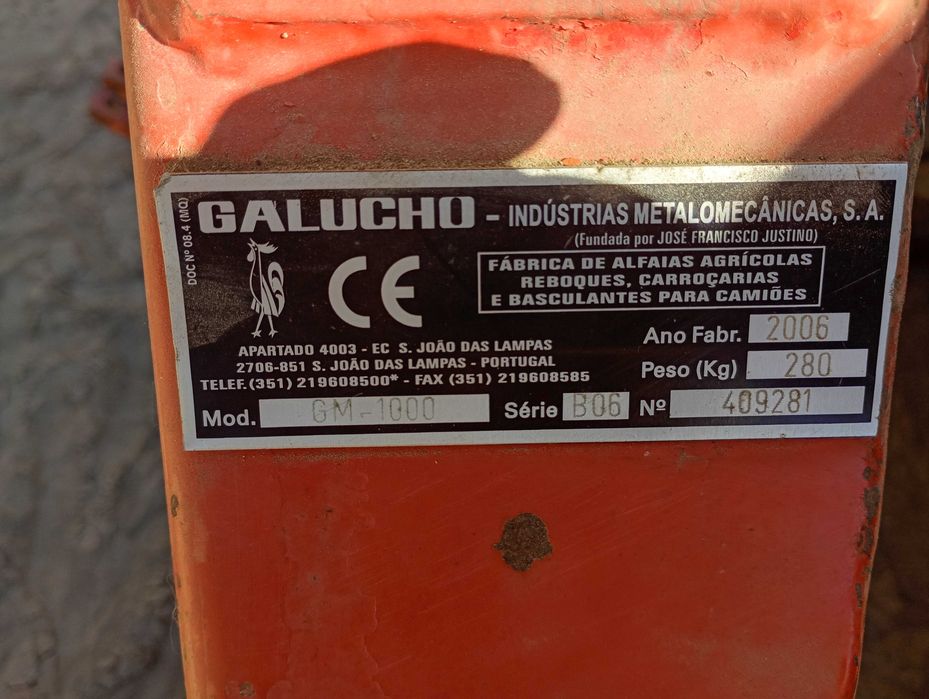 DOC Nº 08.4 (MQ)
GALUCHO - INDÚSTRIAS METALOMECÂNICAS, S.A.
(Fundada por JOSÉ FRANCISCO JUSTINO)
CE
FÁBRICA DE ALFAIAS AGRÍCOLAS
REBOQUES, CARROÇARIAS
E BASCULANTES PARA CAMIÕES
APARTADO 4003 - EC S. JOÃO DAS LAMPAS
2706-851 S. JOÃO DAS LAMPAS - PORTUGAL
TELEF. (351) 219608500* - FAX (351) 219608585
Ano Fabr. 2006
Peso (Kg) 280
Mod. GM-1000 Série B06 Nº 409281